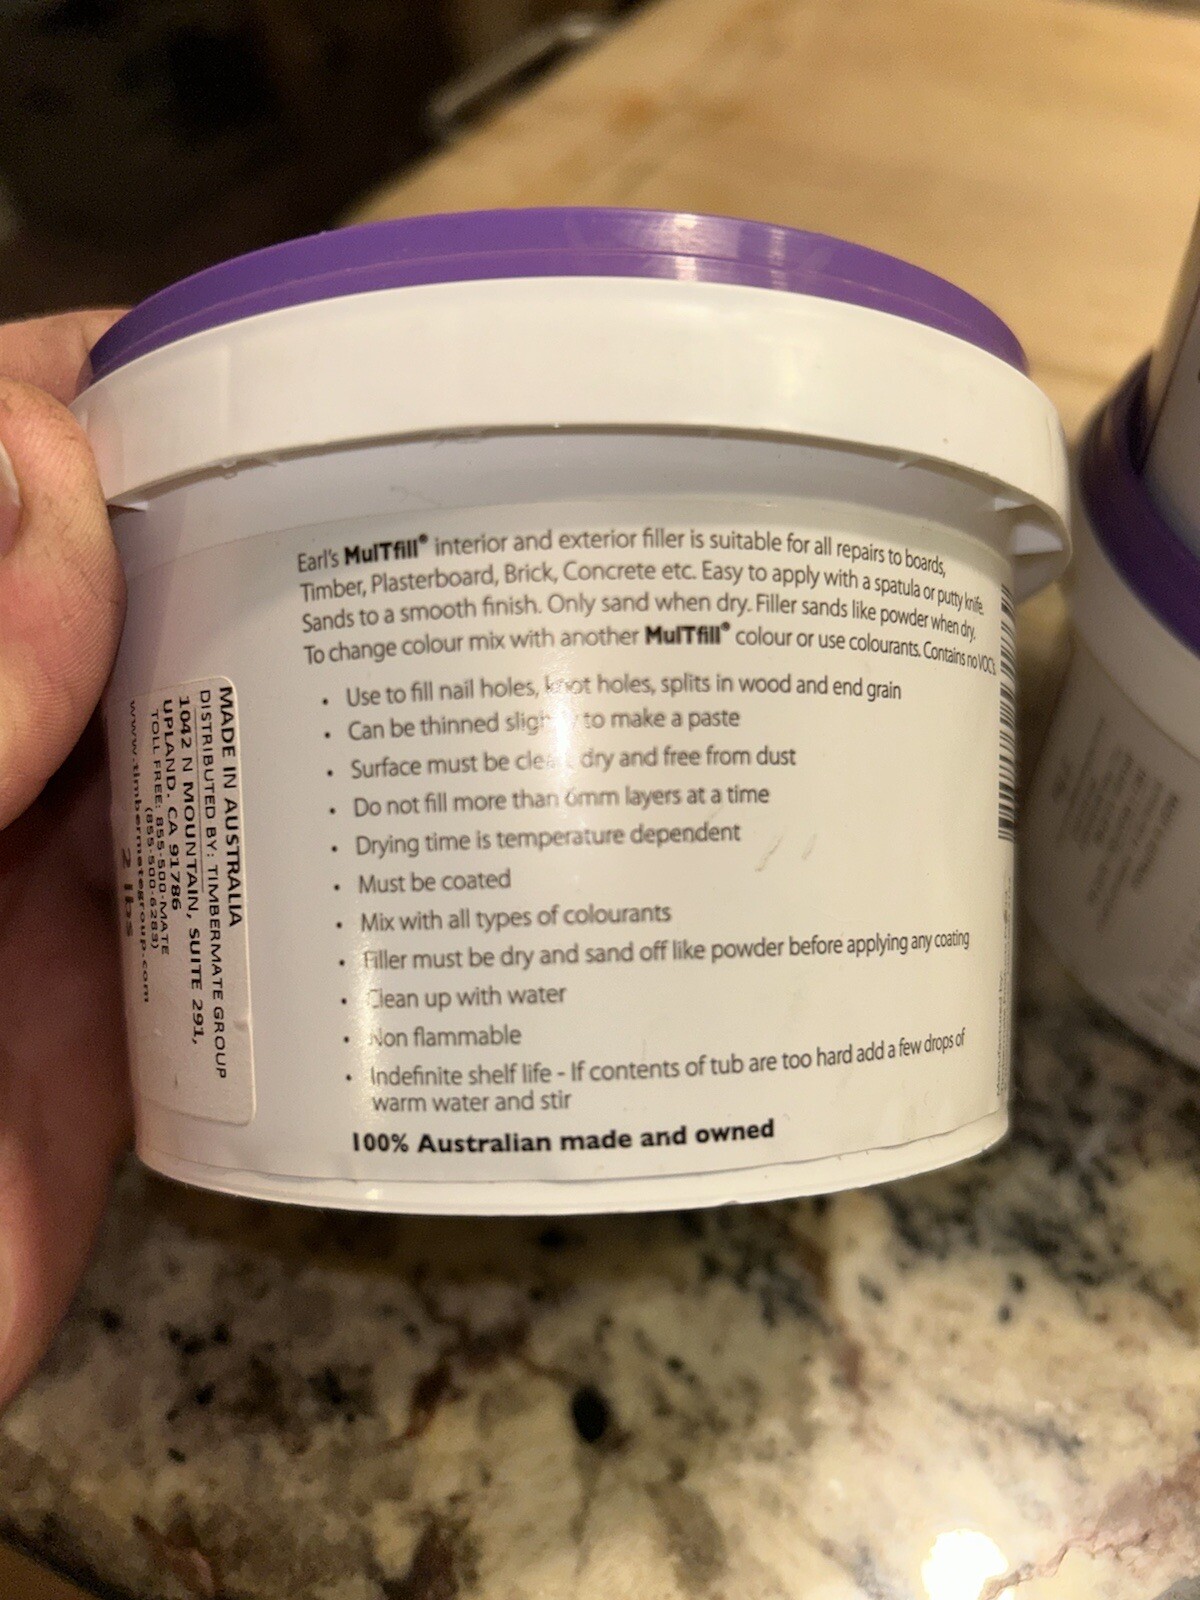 Earl's MulTfill® interior and exterior filler is suitable for all repairs to boards,
Timber, Plasterboard, Brick, Concrete etc. Easy to apply with a spatula or putty knife.
Sands to a smooth finish. Only sand when dry. Filler sands like powder when dry.
To change colour mix with another MulTfill® colour or use colourants. Contains no VOC's
• Use to fill nail holes, knot holes, splits in wood and end grain
• Can be thinned slightly to make a paste
• Surface must be clean, dry and free from dust
• Do not fill more than 6mm layers at a time
• Drying time is temperature dependent
• Must be coated
• Mix with all types of colourants
• Filler must be dry and sand off like powder before applying any coating
• Clean up with water
• Non flammable
• Indefinite shelf life - If contents of tub are too hard add a few drops of
warm water and stir
100% Australian made and owned
MADE IN AUSTRALIA
DISTRIBUTED BY: TIMBERMATE GROUP
1042 N MOUNTAIN, SUITE 291,
UPLAND. CA 91786
TOLL FREE: 855-500-MATE
(855-500-6283)
www.timbermategroup.com
2 lbs